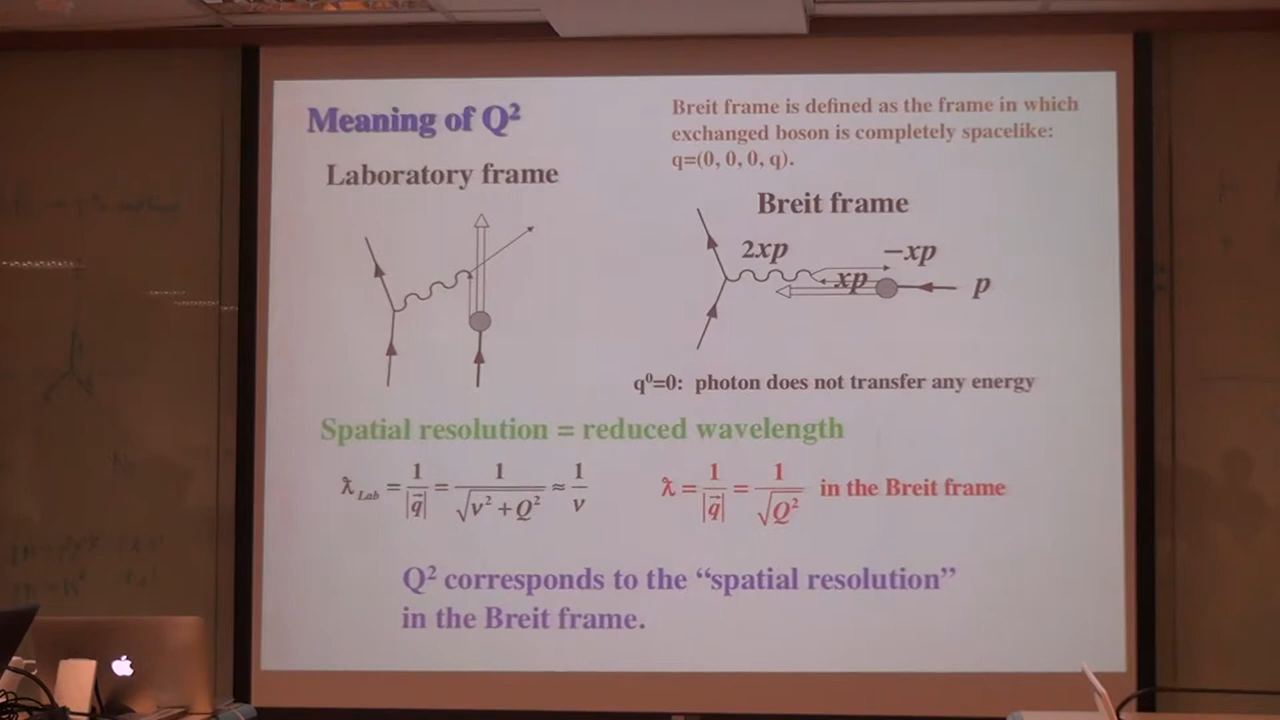 Meaning of Q²
Breit frame is defined as the frame in which
exchanged boson is completely spacelike:
q=(0, 0, 0, q).
Laboratory frame
Breit frame
2xp
−xp
xp
p
q⁰=0: photon does not transfer any energy
Spatial resolution = reduced wavelength
ƛ_Lab = 1/|q⃗| = 1/√(ν² + Q²) ≈ 1/ν
ƛ = 1/|q⃗| = 1/√Q² in the Breit frame
Q² corresponds to the “spatial resolution”
in the Breit frame.